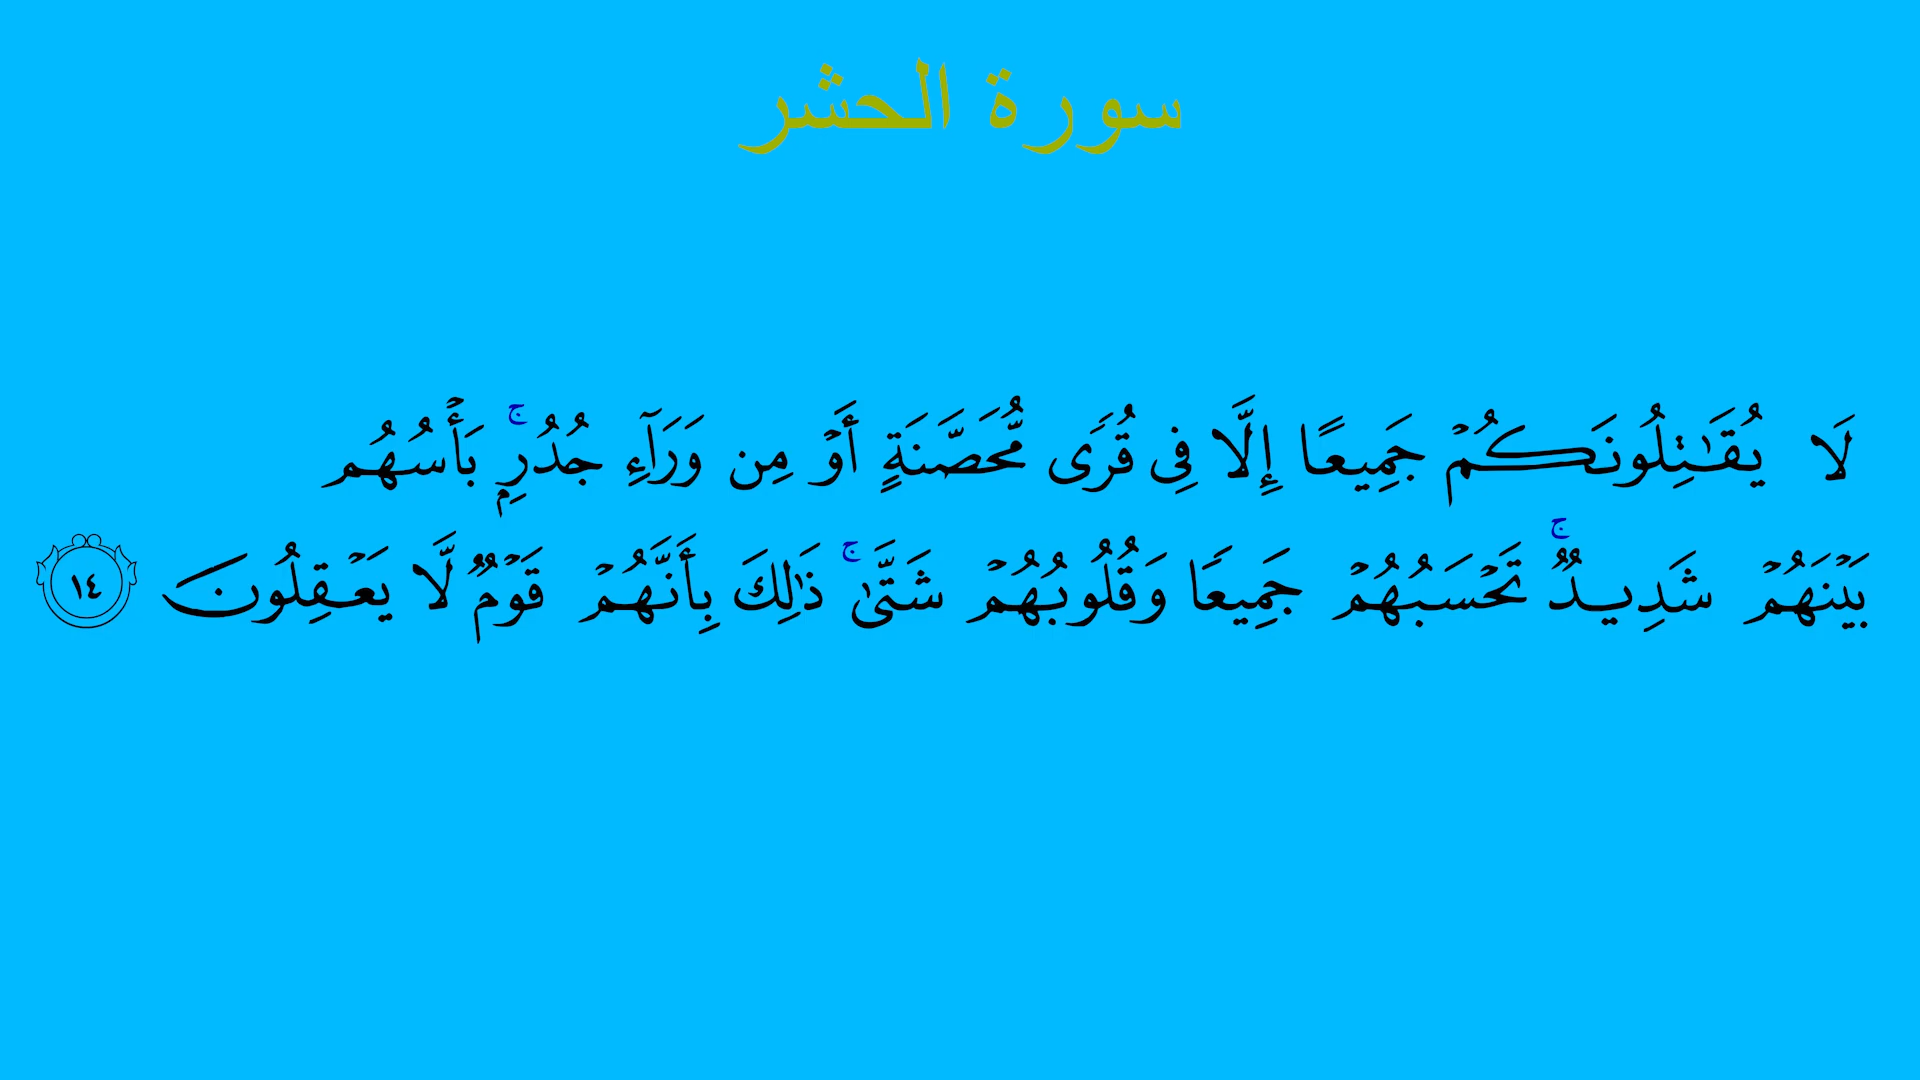 سورة الحشر
لَا يُقَٰتِلُونَكُمۡ جَمِيعًا إِلَّا فِي قُرٗى مُّحَصَّنَةٍ أَوۡ مِن وَرَآءِ جُدُرِۭۚ بَأۡسُهُم
بَيۡنَهُمۡ شَدِيدٞۚ تَحۡسَبُهُمۡ جَمِيعٗا وَقُلُوبُهُمۡ شَتَّىٰۚ ذَٰلِكَ بِأَنَّهُمۡ قَوۡمٞ لَّا يَعۡقِلُونَ ١٤